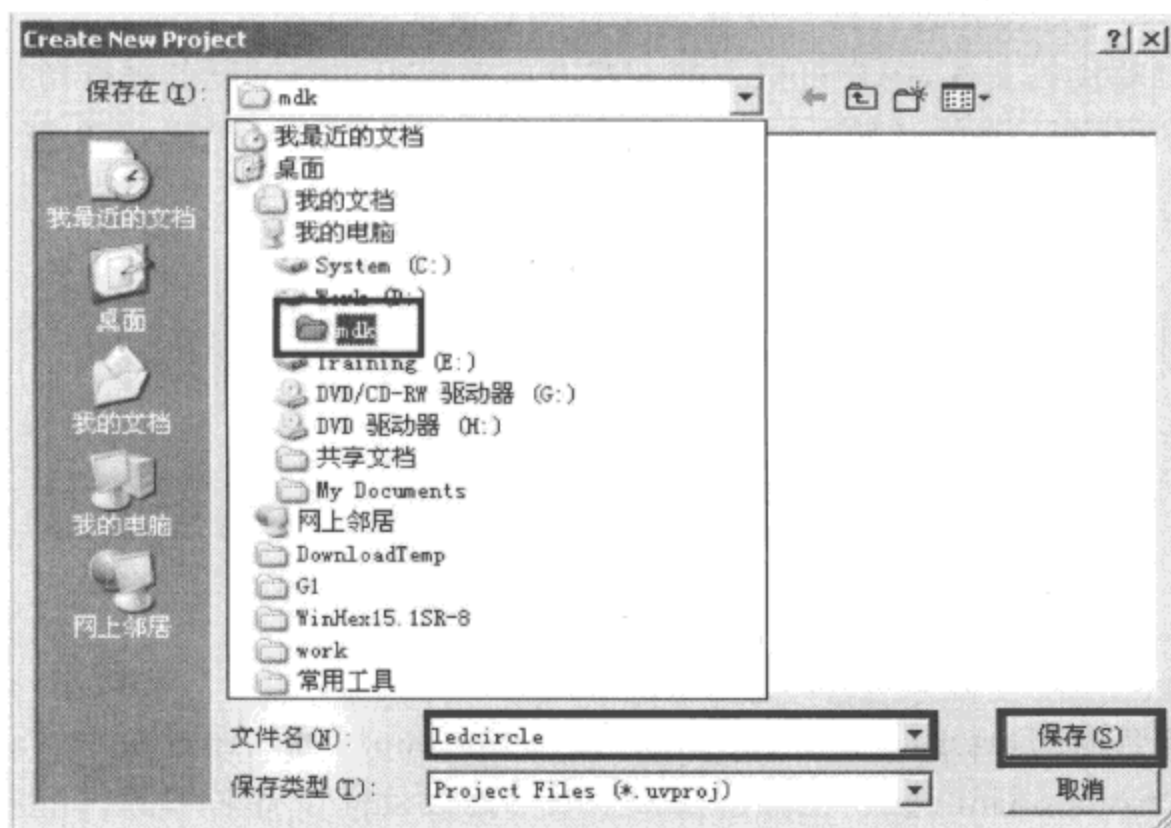 Create New Project
保存在(I):
mdk
我最近的文档
桌面
我的文档
我的电脑
System (C:)
Work (D:)
mdk
Training (E:)
DVD/CD-RW 驱动器 (G:)
DVD 驱动器 (H:)
共享文档
My Documents
网上邻居
DownloadTemp
G1
WinHex15.1SR-8
work
常用工具
我最近的文档
桌面
我的文档
我的电脑
网上邻居
文件名(N):
ledcircle
保存(S)
保存类型(T):
Project Files (*.uvproj)
取消